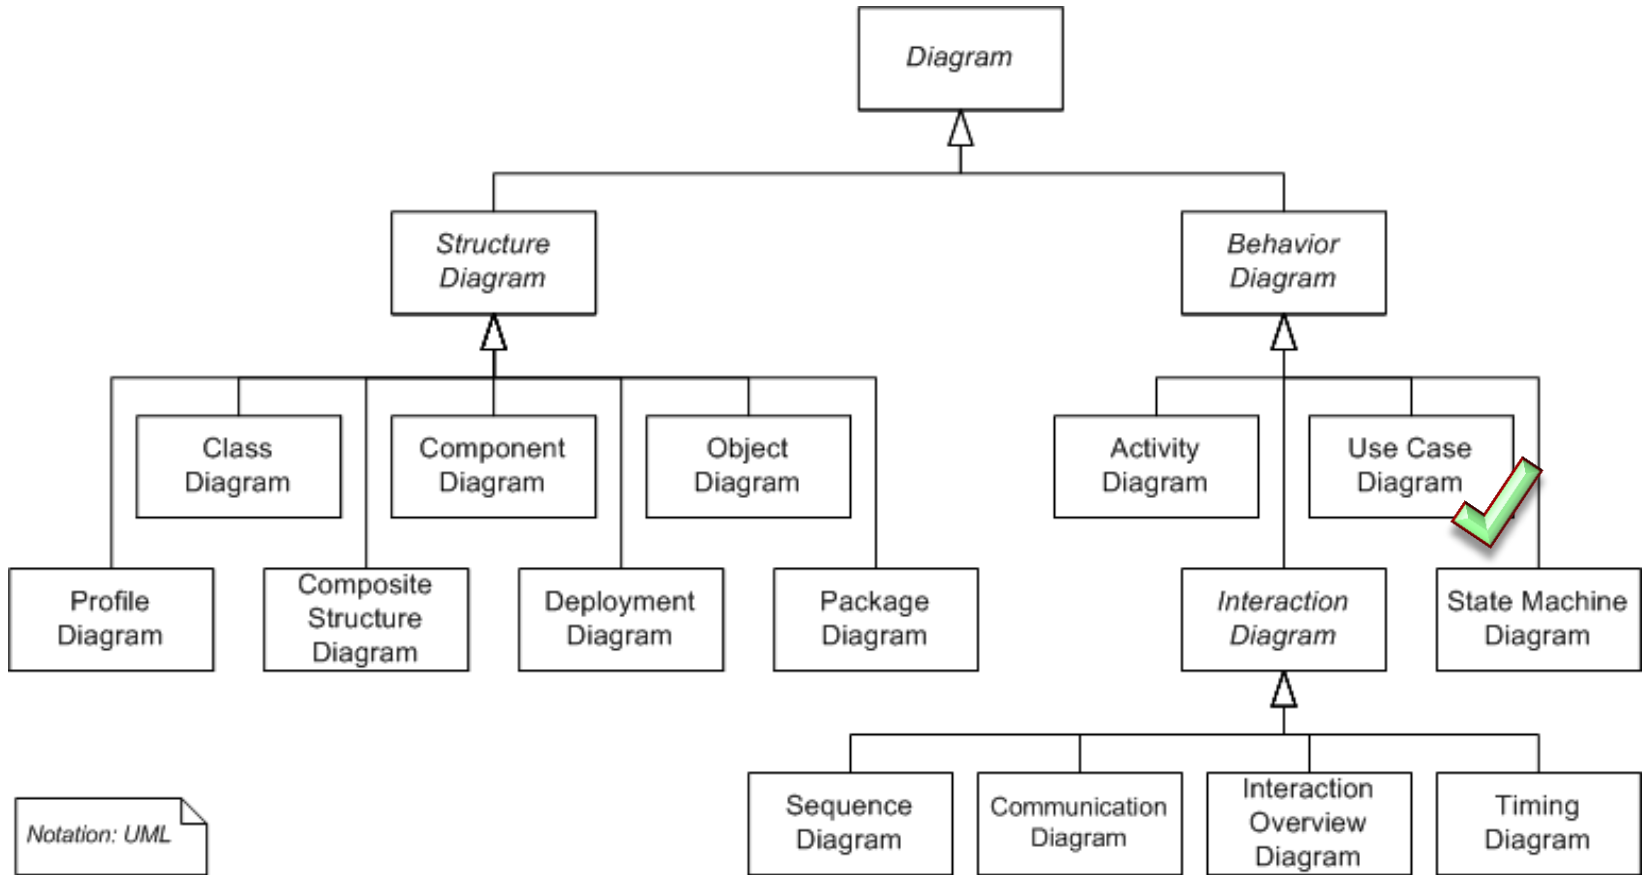 Diagram
Structure
Diagram
Behavior
Diagram
Class
Diagram
Component
Diagram
Object
Diagram
Activity
Diagram
Use Case
Diagram
Profile
Diagram
Composite
Structure
Diagram
Deployment
Diagram
Package
Diagram
Interaction
Diagram
State Machine
Diagram
Sequence
Diagram
Communication
Diagram
Interaction
Overview
Diagram
Timing
Diagram
Notation: UML